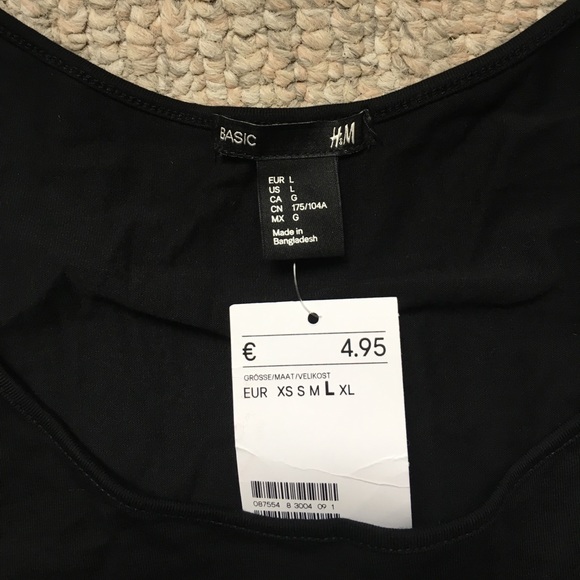 BASIC H&M
EUR L
US L
CA G
CN 175/104A
MX G
Made in
Bangladesh
€ 4.95
GRÖSSE/MAAT/VELIKOST
EUR XS S M L XL
087554 8 3004 09 1